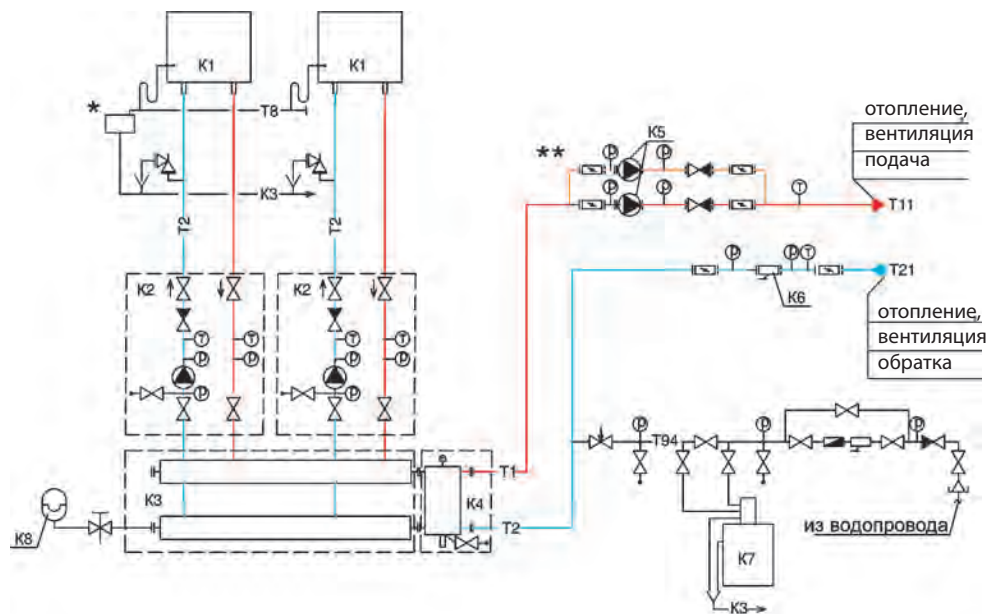 К1
К1
*
Т8
К3
Т2
Т2
**
К5
Р
Р
Р
Р
Т
отопление,
вентиляция
подача
Т11
Р
Р
Т
К6
Т21
отопление,
вентиляция
обратка
К2
К2
Т
Т
Р
Р
Р
Т
Т
Р
Р
Р
К3
К4
Т1
Т2
К8
Р
Т94
Р
Р
из водопровода
К7
К3